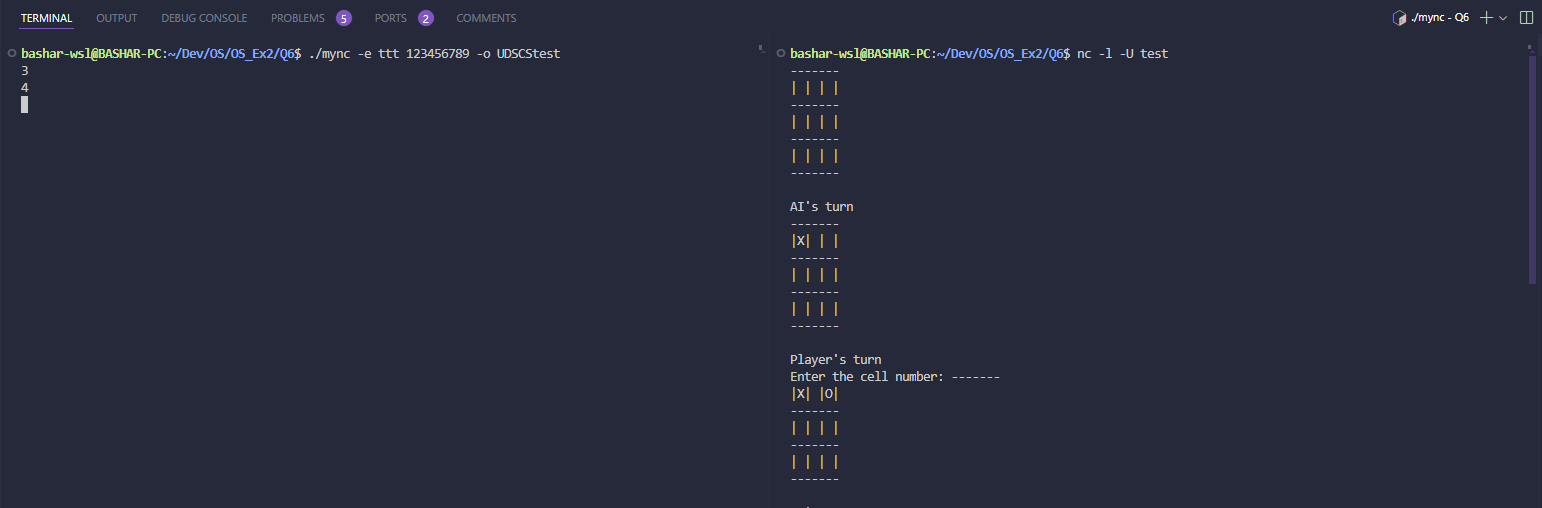 TERMINAL OUTPUT DEBUG CONSOLE PROBLEMS 5 PORTS 2 COMMENTS ./mync - Q6
bashar-wsl@BASHAR-PC:~/Dev/OS/OS_Ex2/Q6$ ./mync -e ttt 123456789 -o UDSCStest
3
4
bashar-wsl@BASHAR-PC:~/Dev/OS/OS_Ex2/Q6$ nc -l -U test
-------
| | | |
-------
| | | |
-------
| | | |
-------
AI's turn
-------
|X| | |
-------
| | | |
-------
| | | |
-------
Player's turn
Enter the cell number: -------
|X| |O|
-------
| | | |
-------
| | | |
-------